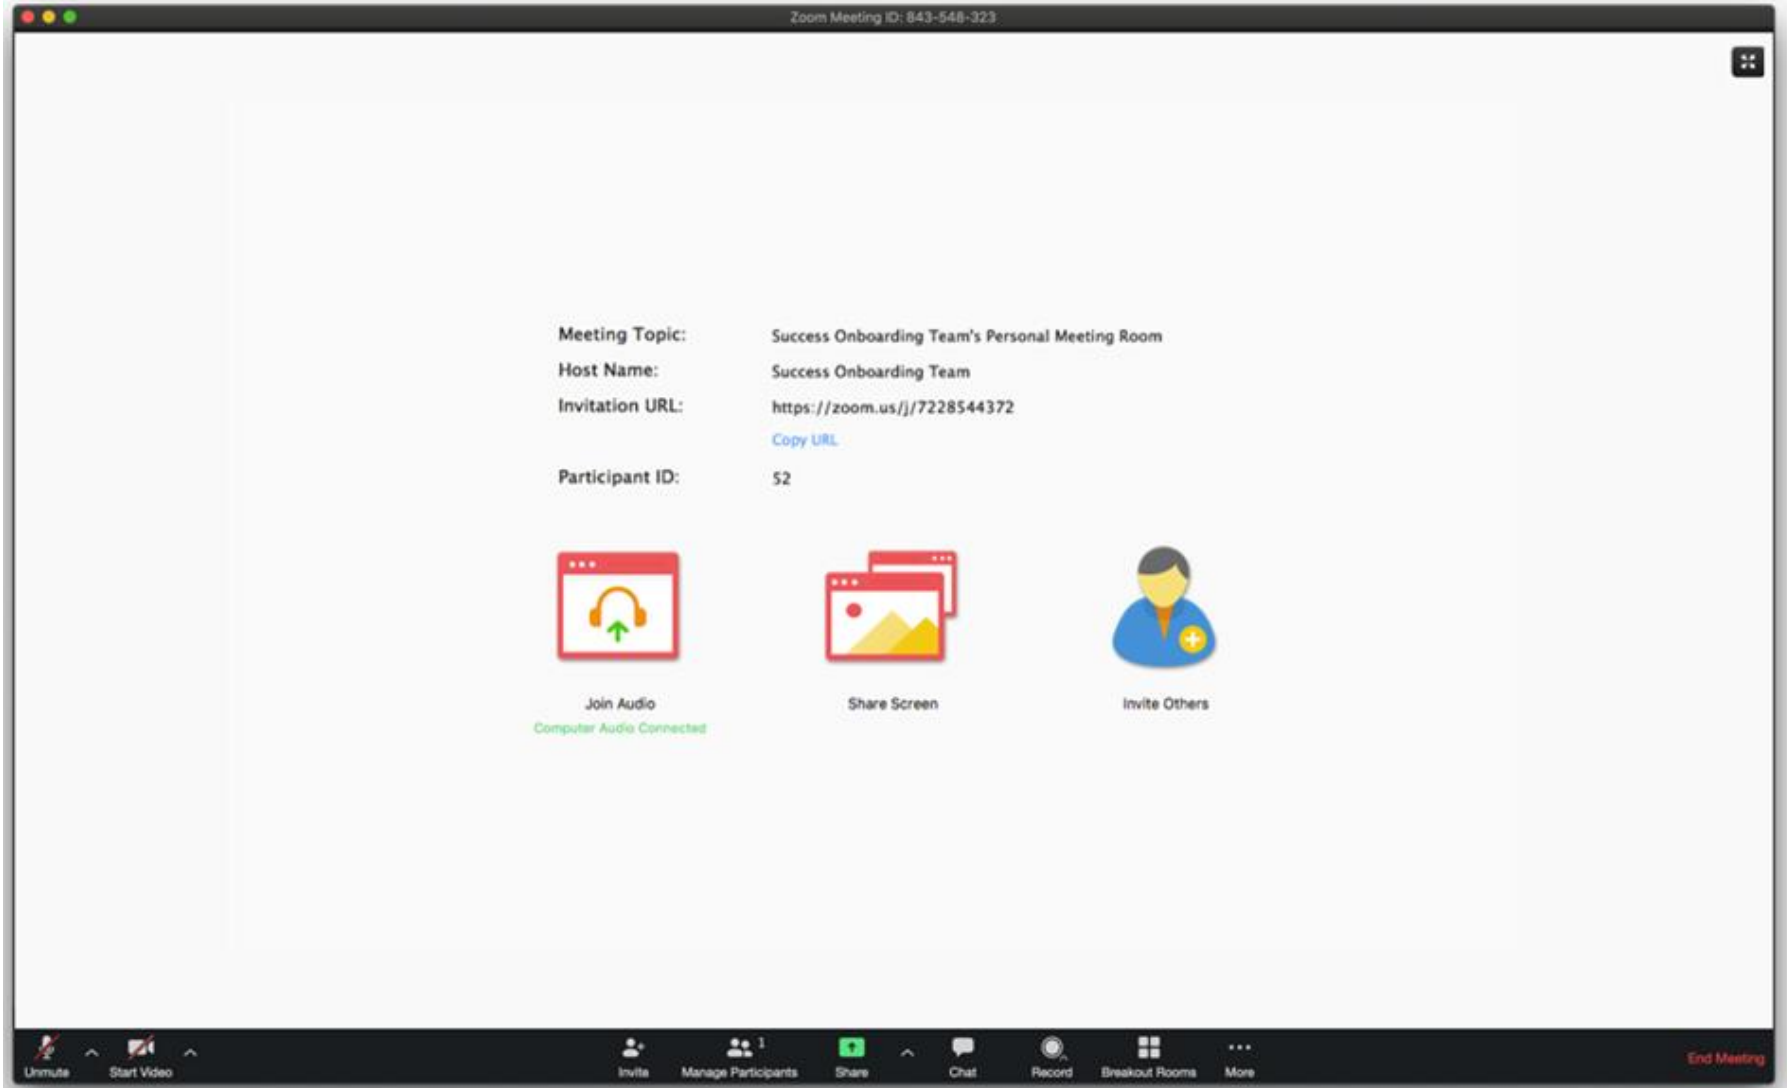 Zoom Meeting ID: 843-548-323
Meeting Topic: Success Onboarding Team's Personal Meeting Room
Host Name: Success Onboarding Team
Invitation URL: https://zoom.us/j/7228544372
Copy URL
Participant ID: 52
Join Audio Share Screen Invite Others
Computer Audio Connected
1
Unmute Start Video Invite Manage Participants Share Chat Record Breakout Rooms More End Meeting